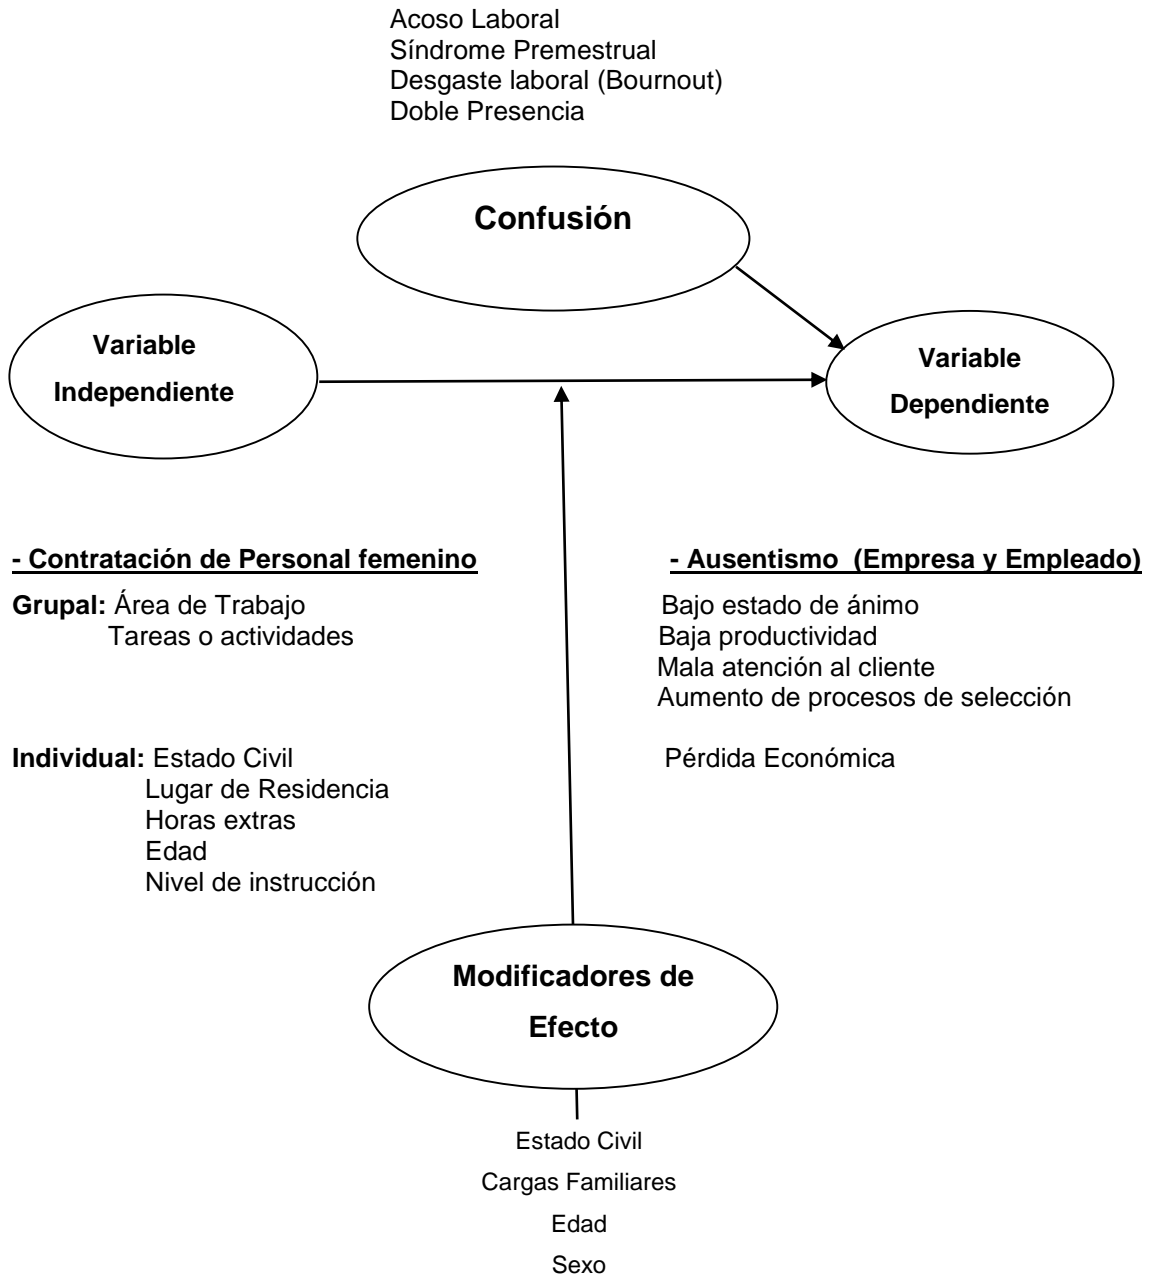 Acoso Laboral
Síndrome Premestrual
Desgaste laboral (Bournout)
Doble Presencia
Confusión
Variable
Independiente
Variable
Dependiente
- Contratación de Personal femenino
Grupal: Área de Trabajo
Tareas o actividades
Individual: Estado Civil
Lugar de Residencia
Horas extras
Edad
Nivel de instrucción
- Ausentismo (Empresa y Empleado)
Bajo estado de ánimo
Baja productividad
Mala atención al cliente
Aumento de procesos de selección
Pérdida Económica
Modificadores de
Efecto
Estado Civil
Cargas Familiares
Edad
Sexo